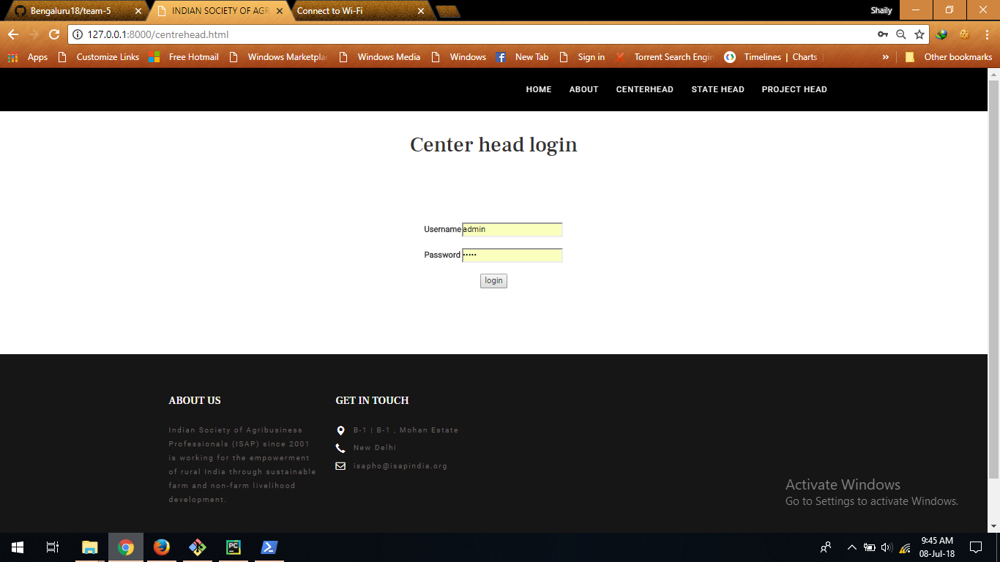 Bengaluru18/team-5
INDIAN SOCIETY OF AGR
Connect to Wi-Fi
Shaily
127.0.0.1:8000/centrehead.html
Apps
Customize Links
Free Hotmail
Windows Marketpla
Windows Media
Windows
New Tab
Sign in
Torrent Search Engin
Timelines | Charts
»
Other bookmarks
HOME
ABOUT
CENTERHEAD
STATE HEAD
PROJECT HEAD
Center head login
Username admin
Password •••••
login
ABOUT US
Indian Society of Agribusiness
Professionals (ISAP) since 2001
is working for the empowerment
of rural India through sustainable
farm and non-farm livelihood
development.
GET IN TOUCH
B-1 | B-1 , Mohan Estate
New Delhi
isapho@isapindia.org
Activate Windows
Go to Settings to activate Windows.
PC
9:45 AM
08-Jul-18